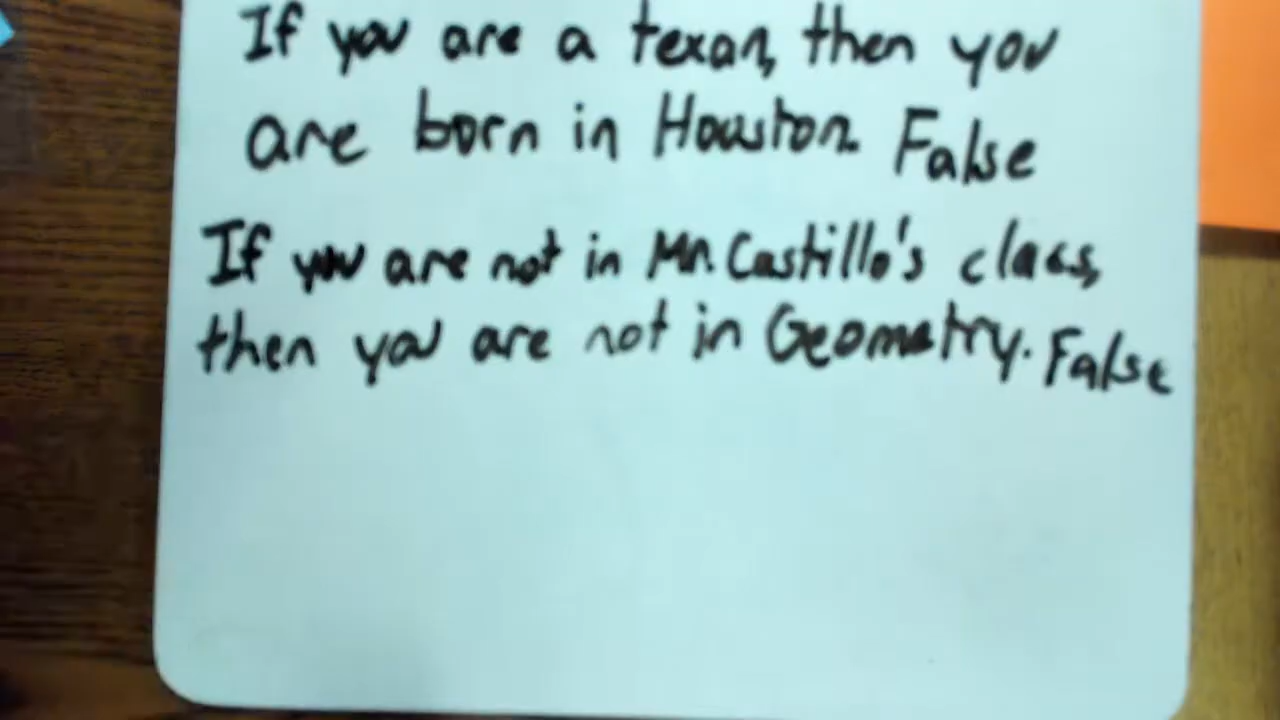 If you are a texan, then you
are born in Houston. False
If you are not in Mr. Castillo's class,
then you are not in Geometry. False